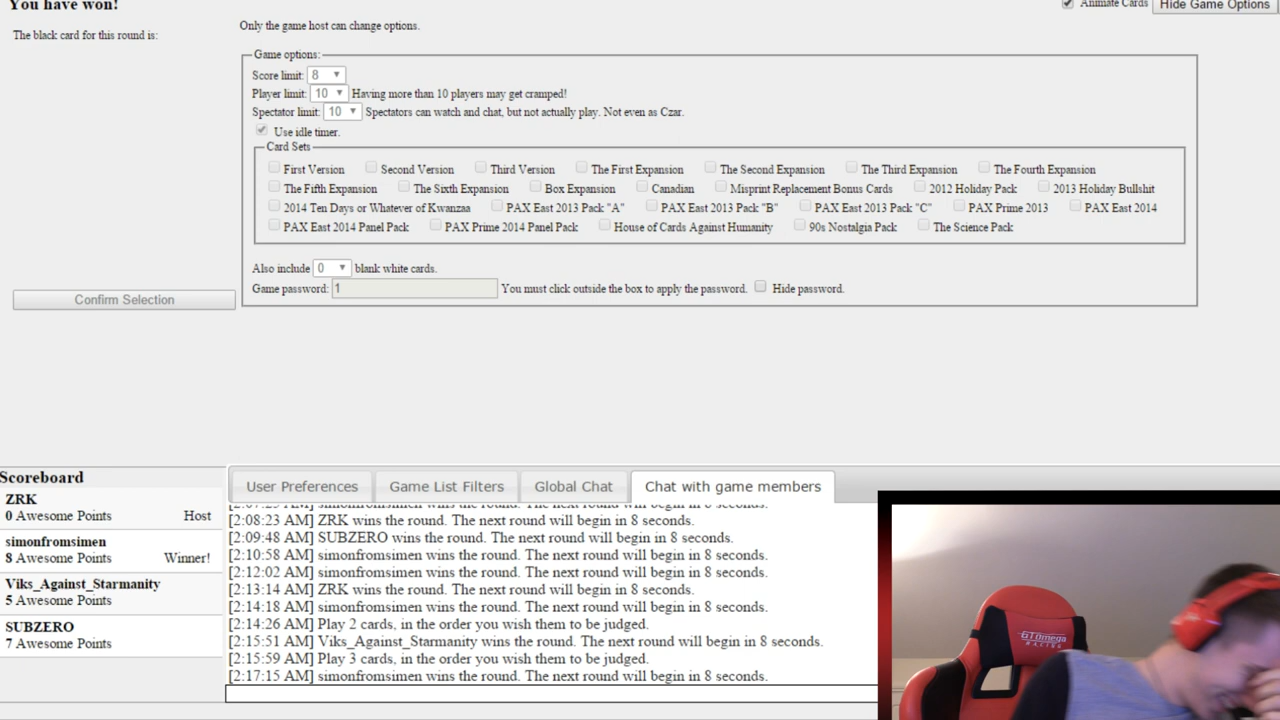 You have won!
Animate Cards
Hide Game Options
The black card for this round is:
Only the game host can change options.
Game options:
Score limit: 8
Player limit: 10 Having more than 10 players may get cramped!
Spectator limit: 10 Spectators can watch and chat, but not actually play. Not even as Czar.
Use idle timer.
Card Sets
First Version Second Version Third Version The First Expansion The Second Expansion The Third Expansion The Fourth Expansion
The Fifth Expansion The Sixth Expansion Box Expansion Canadian Misprint Replacement Bonus Cards 2012 Holiday Pack 2013 Holiday Bullshit
2014 Ten Days or Whatever of Kwanzaa PAX East 2013 Pack "A" PAX East 2013 Pack "B" PAX East 2013 Pack "C" PAX Prime 2013 PAX East 2014
PAX East 2014 Panel Pack PAX Prime 2014 Panel Pack House of Cards Against Humanity 90s Nostalgia Pack The Science Pack
Also include 0 blank white cards.
Game password: 1 You must click outside the box to apply the password. Hide password.
Confirm Selection
Scoreboard
ZRK
0 Awesome Points Host
simonfromsimen
8 Awesome Points Winner!
Viks_Against_Starmanity
5 Awesome Points
SUBZERO
7 Awesome Points
User Preferences Game List Filters Global Chat Chat with game members
simonfromsimen wins the round. The next round will begin in 8 seconds.
[2:08:23 AM] ZRK wins the round. The next round will begin in 8 seconds.
[2:09:48 AM] SUBZERO wins the round. The next round will begin in 8 seconds.
[2:10:58 AM] simonfromsimen wins the round. The next round will begin in 8 seconds.
[2:12:02 AM] simonfromsimen wins the round. The next round will begin in 8 seconds.
[2:13:14 AM] ZRK wins the round. The next round will begin in 8 seconds.
[2:14:18 AM] simonfromsimen wins the round. The next round will begin in 8 seconds.
[2:14:26 AM] Play 2 cards, in the order you wish them to be judged.
[2:15:51 AM] Viks_Against_Starmanity wins the round. The next round will begin in 8 seconds.
[2:15:59 AM] Play 3 cards, in the order you wish them to be judged.
[2:17:15 AM] simonfromsimen wins the round. The next round will begin in 8 seconds.
GT Omega
RACING